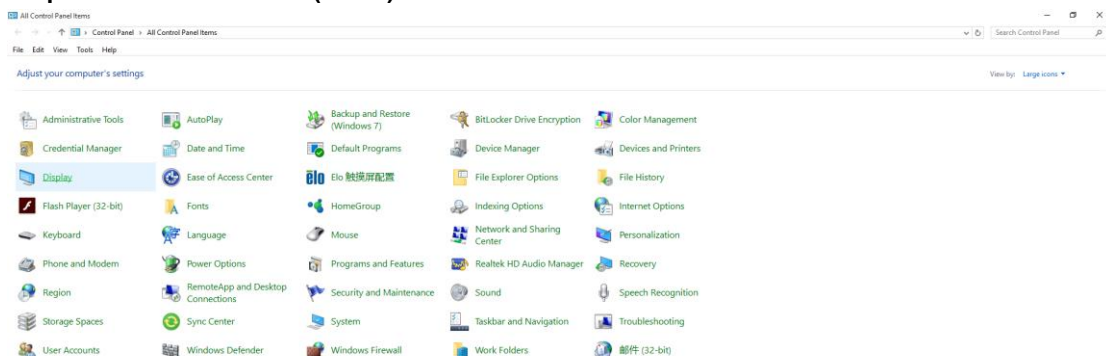 All Control Panel Items
Control Panel > All Control Panel Items
Search Control Panel
File Edit View Tools Help
Adjust your computer's settings
View by: Large icons
Administrative Tools
AutoPlay
Backup and Restore
(Windows 7)
BitLocker Drive Encryption
Color Management
Credential Manager
Date and Time
Default Programs
Device Manager
Devices and Printers
Display
Ease of Access Center
elo
Elo 触摸屏配置
File Explorer Options
File History
Flash Player (32-bit)
Fonts
HomeGroup
Indexing Options
Internet Options
Keyboard
Language
Mouse
Network and Sharing
Center
Personalization
Phone and Modem
Power Options
Programs and Features
Realtek HD Audio Manager
Recovery
Region
RemoteApp and Desktop
Connections
Security and Maintenance
Sound
Speech Recognition
Storage Spaces
Sync Center
System
Taskbar and Navigation
Troubleshooting
User Accounts
Windows Defender
Windows Firewall
Work Folders
邮件 (32-bit)